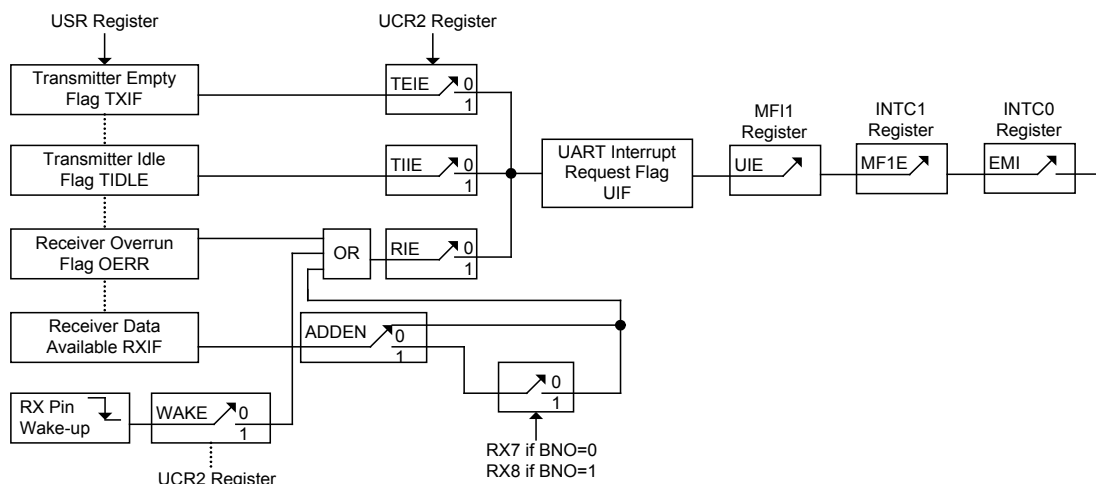 USR Register
UCR2 Register
Transmitter Empty
Flag TXIF
TEIE
0
1
Transmitter Idle
Flag TIDLE
TIIE
0
1
UART Interrupt
Request Flag
UIF
MFI1
Register
UIE
INTC1
Register
MF1E
INTC0
Register
EMI
Receiver Overrun
Flag OERR
OR
RIE
0
1
Receiver Data
Available RXIF
ADDEN
0
1
0
1
RX7 if BNO=0
RX8 if BNO=1
RX Pin
Wake-up
WAKE
0
1
UCR2 Register